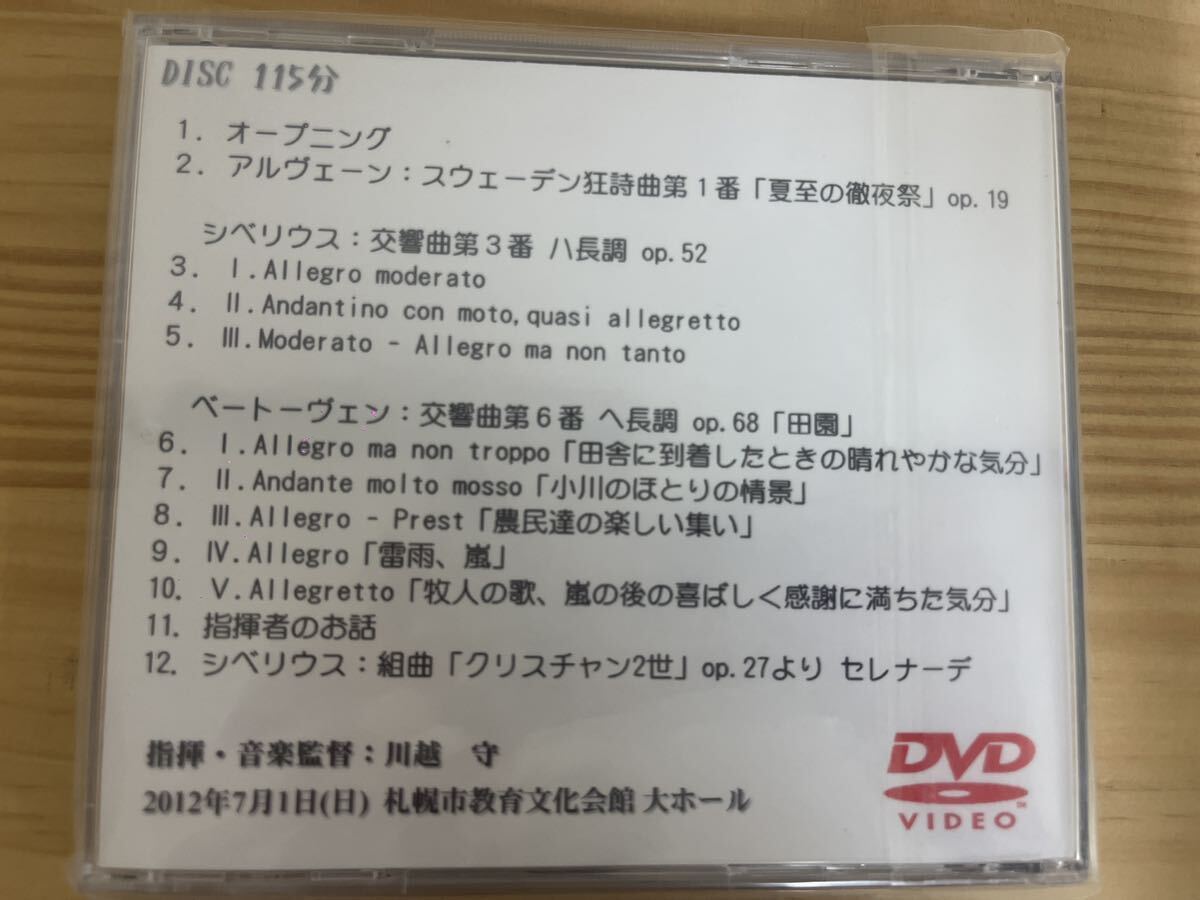 DISC 115分
1. オープニング
2. アルヴェーン：スウェーデン狂詩曲第１番「夏至の徹夜祭」op.19
シベリウス：交響曲第３番 ハ長調 op.52
3. Ⅰ.Allegro moderato
4. Ⅱ.Andantino con moto,quasi allegretto
5. Ⅲ.Moderato - Allegro ma non tanto
ベートーヴェン：交響曲第６番 ヘ長調 op.68「田園」
6. Ⅰ.Allegro ma non troppo「田舎に到着したときの晴れやかな気分」
7. Ⅱ.Andante molto mosso「小川のほとりの情景」
8. Ⅲ.Allegro - Prest「農民達の楽しい集い」
9. Ⅳ.Allegro「雷雨、嵐」
10. Ⅴ.Allegretto「牧人の歌、嵐の後の喜ばしく感謝に満ちた気分」
11. 指揮者のお話
12. シベリウス：組曲「クリスチャン2世」op.27より セレナーデ
指揮・音楽監督：川越 守
2012年7月1日(日) 札幌市教育文化会館 大ホール
DVD
VIDEO™